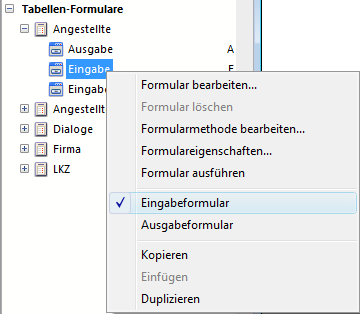 Tabellen-Formulare
Angestellte
Ausgabe A
Eingabe E
Eingabe
Angestellt
Dialoge
Firma
LKZ
Formular bearbeiten...
Formular löschen
Formularmethode bearbeiten...
Formulareigenschaften...
Formular ausführen
Eingabeformular
Ausgabeformular
Kopieren
Einfügen
Duplizieren